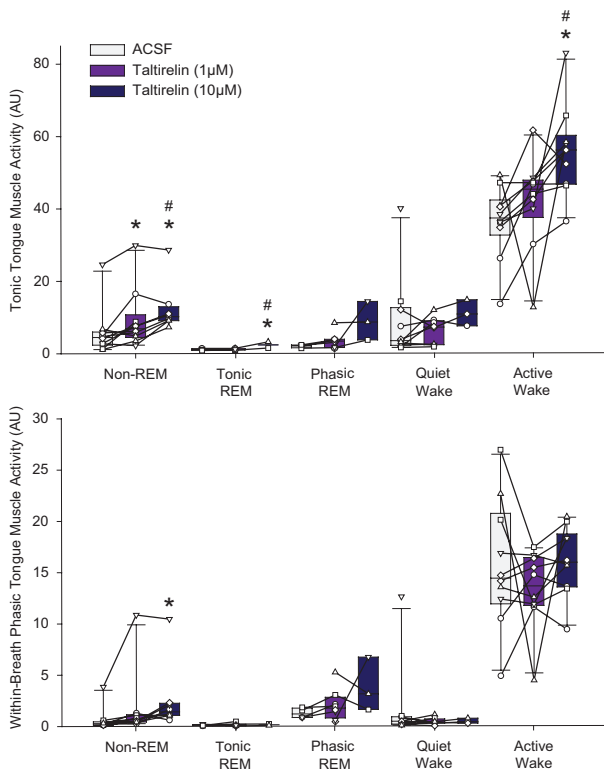 Tonic Tongue Muscle Activity (AU)
80
60
40
20
0
ACSF
Taltirelin (1μM)
Taltirelin (10μM)
*
#
*
#
*
#
*
Non-REM
Tonic
REM
Phasic
REM
Quiet
Wake
Active
Wake
Within-Breath Phasic Tongue Muscle Activity (AU)
30
25
20
15
10
5
0
*
Non-REM
Tonic
REM
Phasic
REM
Quiet
Wake
Active
Wake